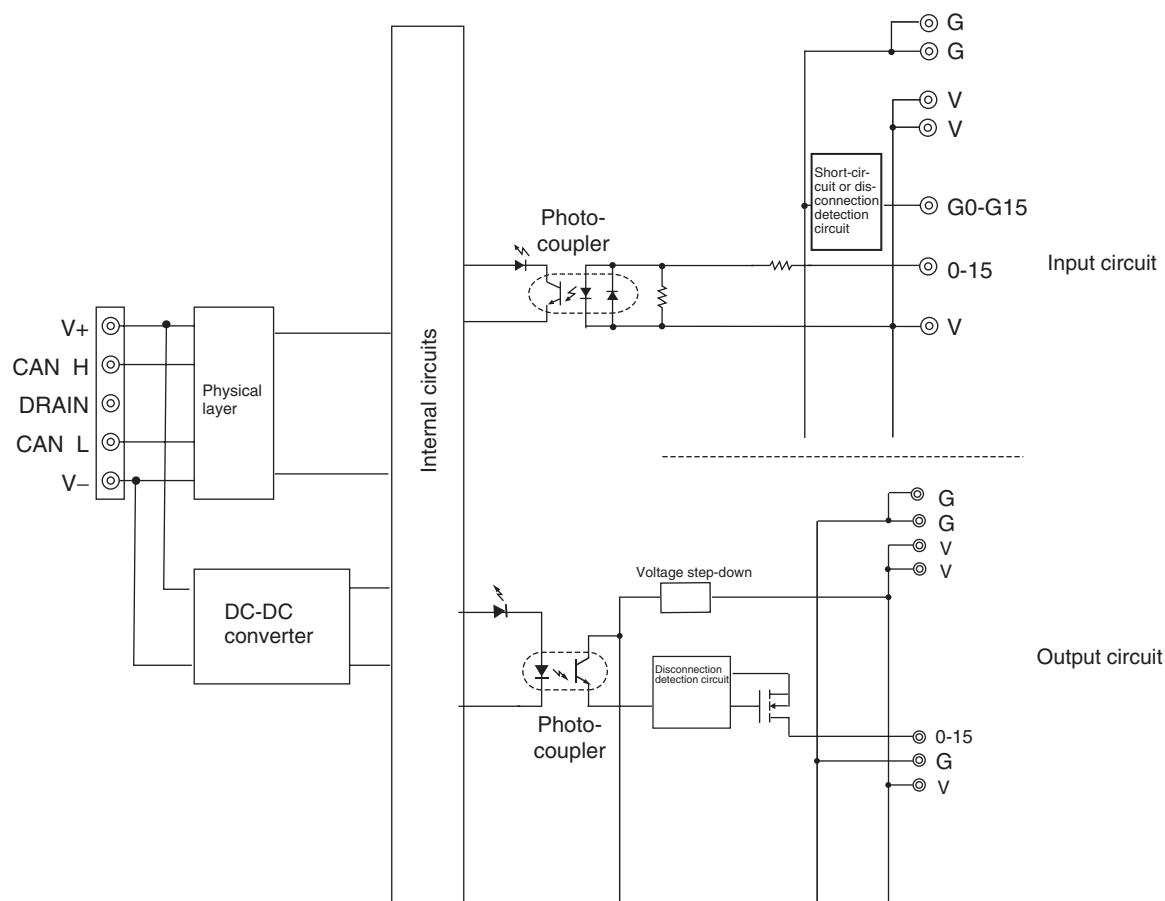 G
G
V
V
Short-cir-
cuit or dis-
connection
detection
circuit
G0-G15
Photo-
coupler
0-15
Input circuit
V
V+
CAN H
DRAIN
CAN L
V–
Physical
layer
Internal circuits
G
G
V
V
Voltage step-down
DC-DC
converter
Disconnection
detection circuit
Output circuit
Photo-
coupler
0-15
G
V